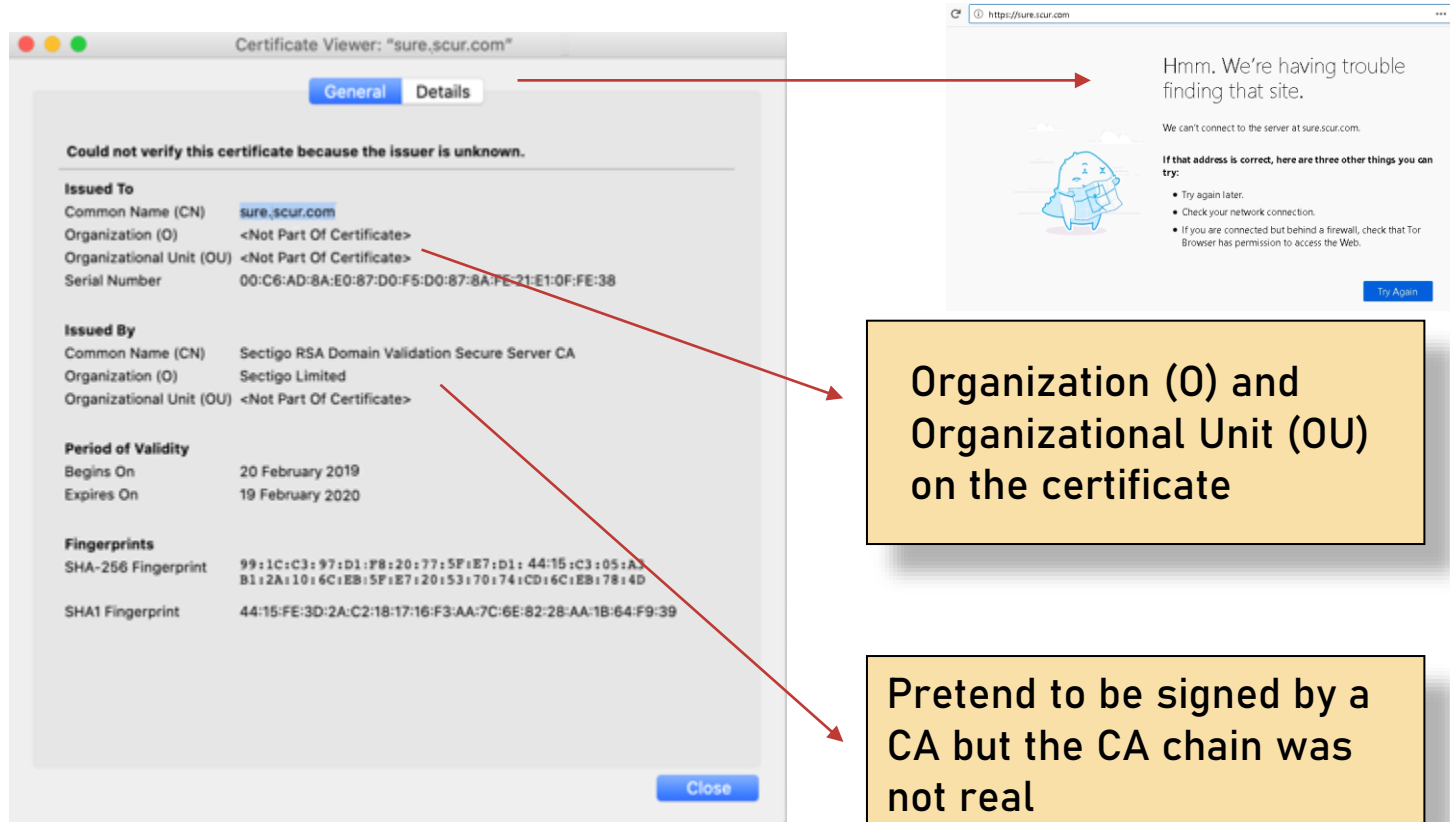 Certificate Viewer: "sure.scur.com"
General Details
Could not verify this certificate because the issuer is unknown.
Issued To
Common Name (CN) sure.scur.com
Organization (O) <Not Part Of Certificate>
Organizational Unit (OU) <Not Part Of Certificate>
Serial Number 00:C6:AD:8A:E0:87:D0:F5:D0:87:8A:FE:21:E1:0F:FE:38
Issued By
Common Name (CN) Sectigo RSA Domain Validation Secure Server CA
Organization (O) Sectigo Limited
Organizational Unit (OU) <Not Part Of Certificate>
Period of Validity
Begins On 20 February 2019
Expires On 19 February 2020
Fingerprints
SHA-256 Fingerprint 99:1C:C3:97:D1:F8:20:77:5F:E7:D1: 44:15:C3:05:A3
B1:2A:10:6C:EB:5F:E7:20:53:70:74:CD:6C:EB:78:4D
SHA1 Fingerprint 44:15:FE:3D:2A:C2:18:17:16:F3:AA:7C:6E:82:28:AA:1B:64:F9:39
Close
https://sure.scur.com
Hmm. We're having trouble
finding that site.
We can't connect to the server at sure.scur.com.
If that address is correct, here are three other things you can
try:
• Try again later.
• Check your network connection.
• If you are connected but behind a firewall, check that Tor
Browser has permission to access the Web.
Try Again
Organization (O) and
Organizational Unit (OU)
on the certificate
Pretend to be signed by a
CA but the CA chain was
not real